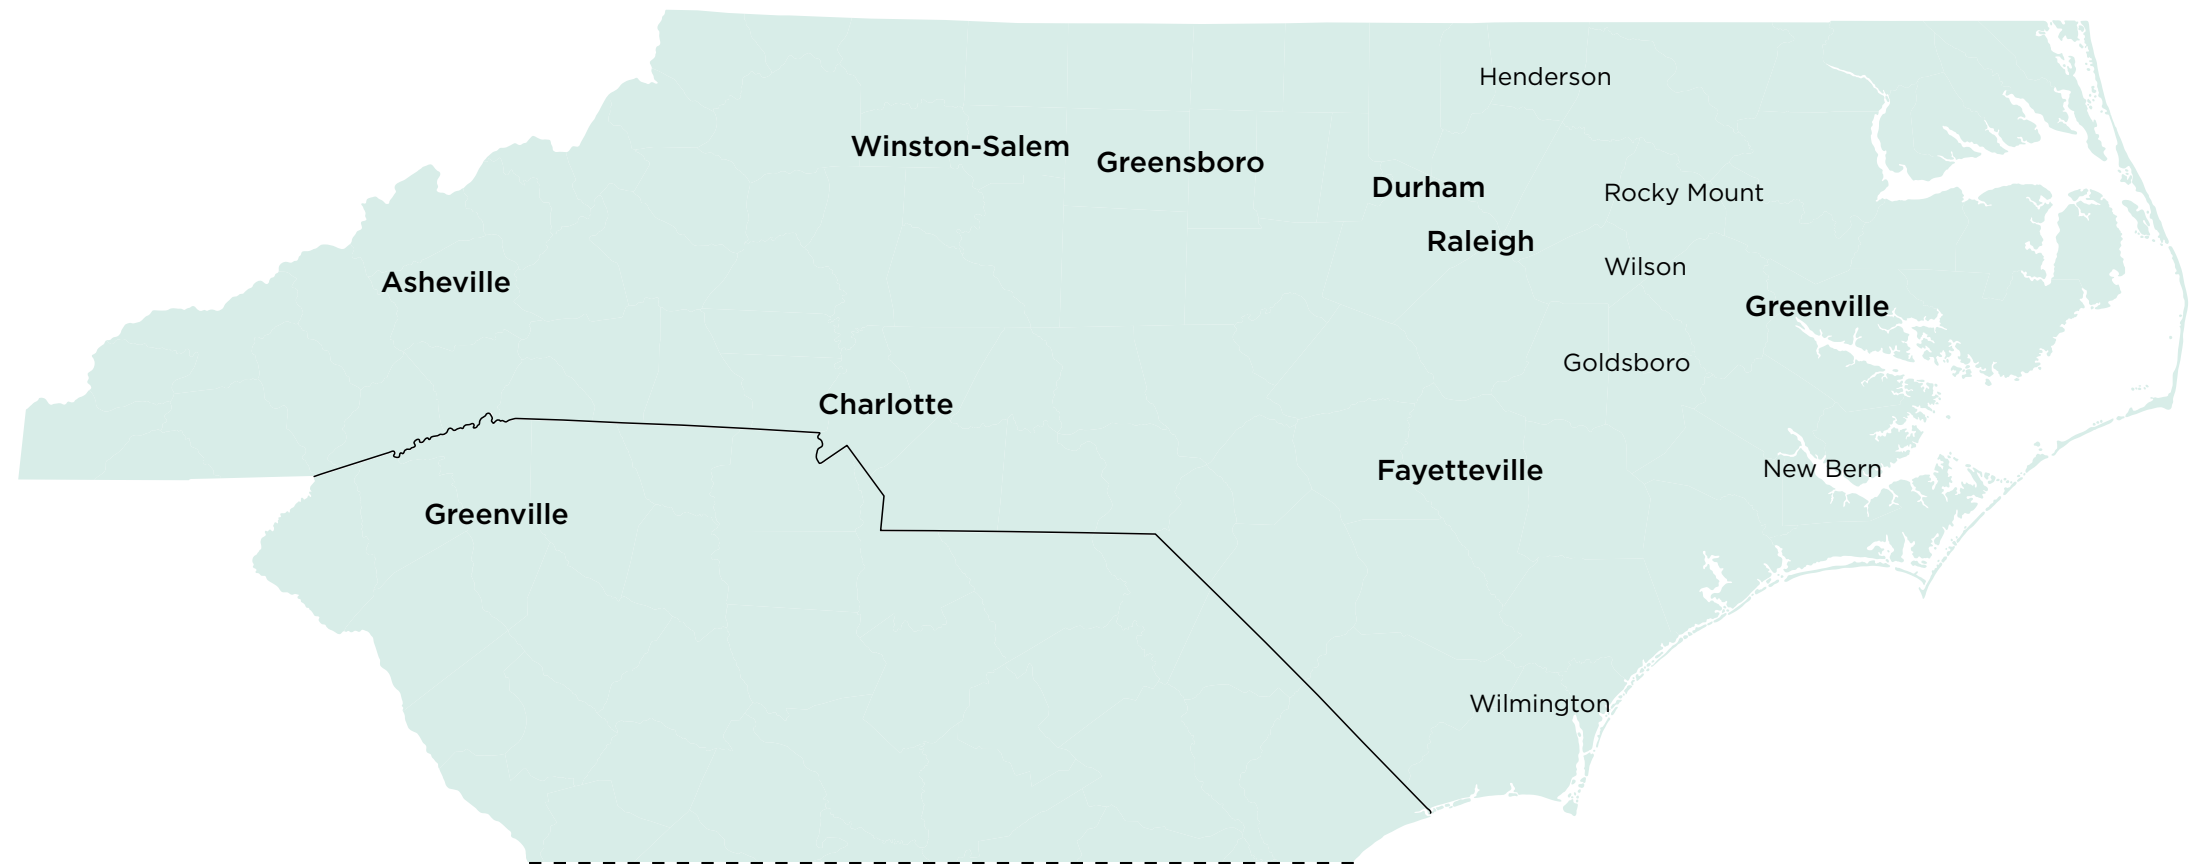 Henderson
Winston-Salem
Greensboro
Durham
Rocky Mount
Raleigh
Wilson
Asheville
Greenville
Goldsboro
Charlotte
Fayetteville
New Bern
Greenville
Wilmington